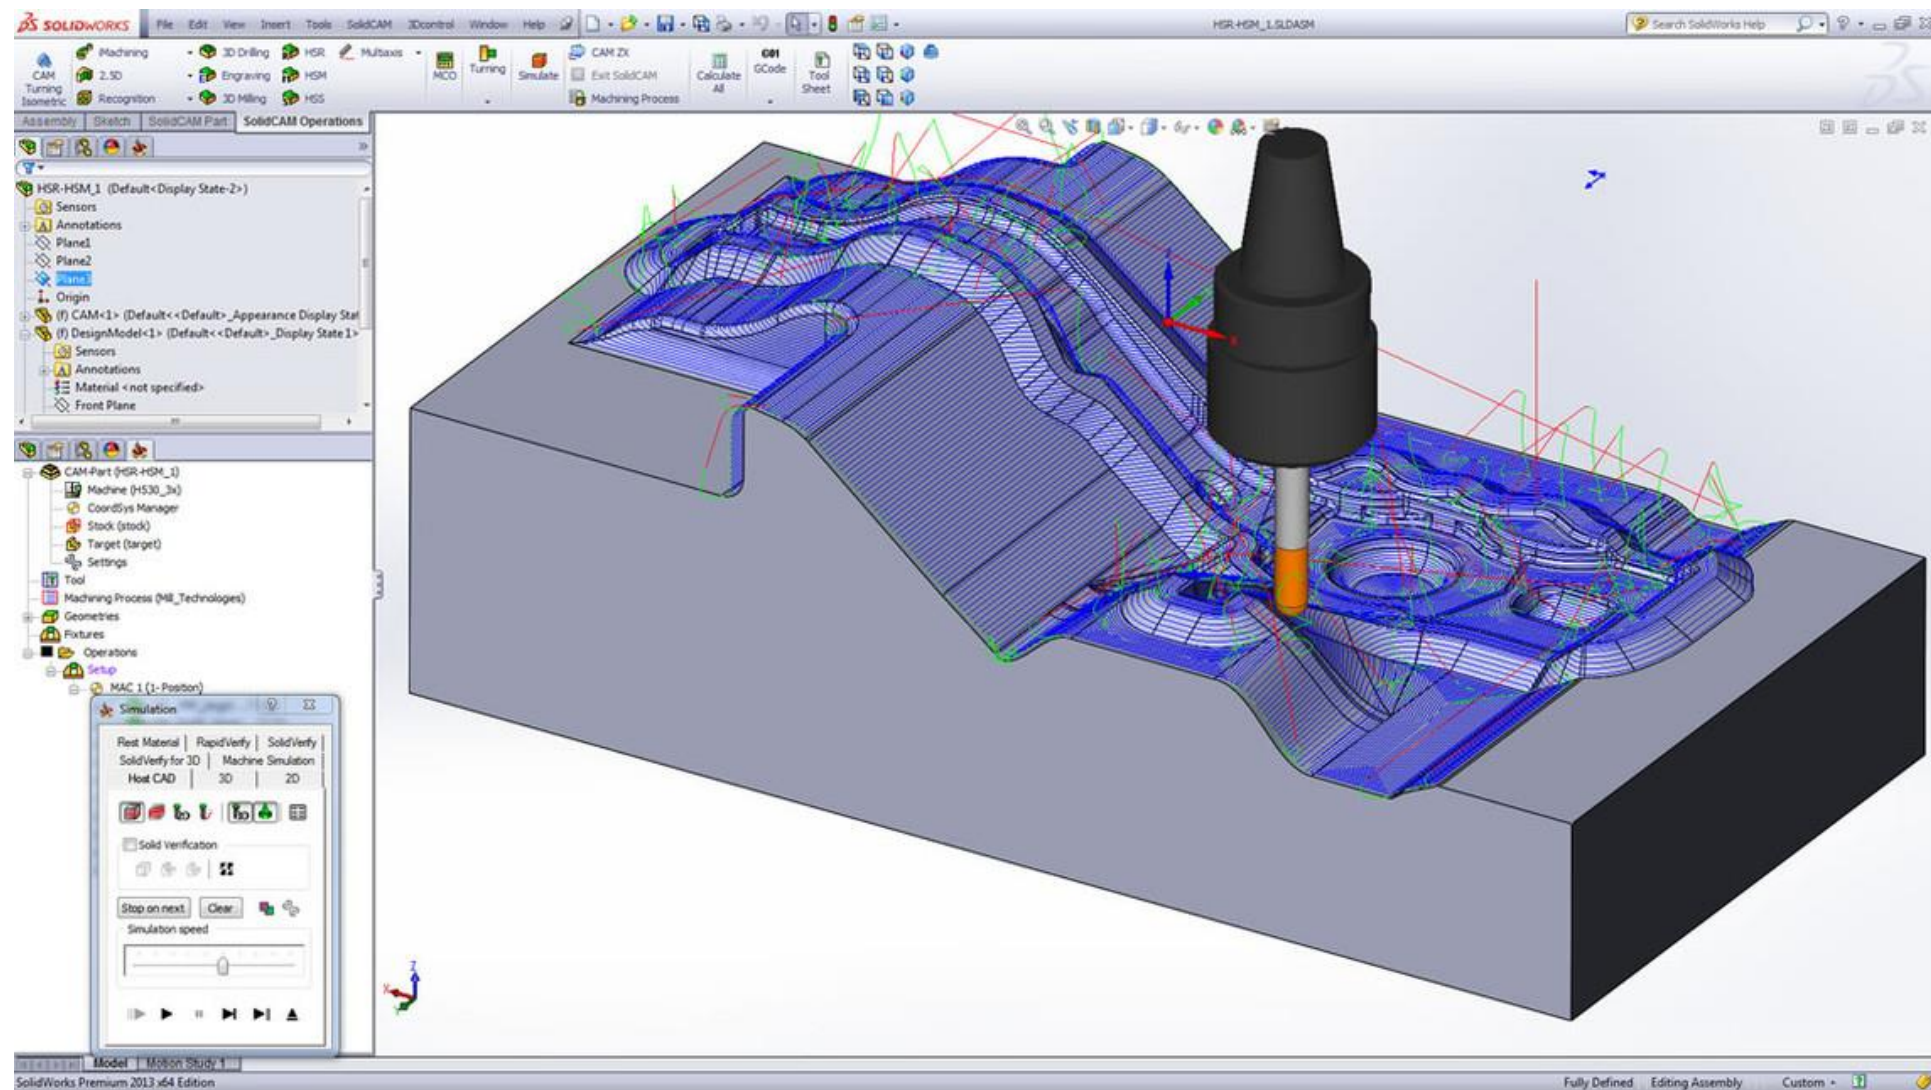 SOLIDWORKS File Edit View Insert Tools SolidCAM 3Dcontrol Window Help HSR-HSM_1.SLDASM Search SolidWorks Help
CAM Turning Isometric
iMachining 3D Drilling HSR Multiaxis
2.5D Engraving HSM
Recognition 3D Milling HSS
MCO Turning Simulate
CAM ZX
Exit SolidCAM
Machining Process
Calculate All
G01 GCode
Tool Sheet
Assembly Sketch SolidCAM Part SolidCAM Operations
HSR-HSM_1 (Default<Display State-2>)
Sensors
Annotations
Plane1
Plane2
Plane3
Origin
(f) CAM<1> (Default<<Default>_Appearance Display Stat
(f) DesignModel<1> (Default<<Default>_Display State 1>
Sensors
Annotations
Material <not specified>
Front Plane
CAM-Part (HSR-HSM_1)
Machine (H530_3x)
CoordSys Manager
Stock (stock)
Target (target)
Settings
Tool
Machining Process (Mill_Technologies)
Geometries
Fixtures
Operations
Setup
MAC 1 (1- Position)
Simulation
Rest Material RapidVerify SolidVerify
SolidVerify for 3D Machine Simulation
Host CAD 3D 2D
Solid Verification
Stop on next Clear
Simulation speed
X
Z
X
Y
Model Motion Study 1
SolidWorks Premium 2013 x64 Edition Fully Defined Editing Assembly Custom